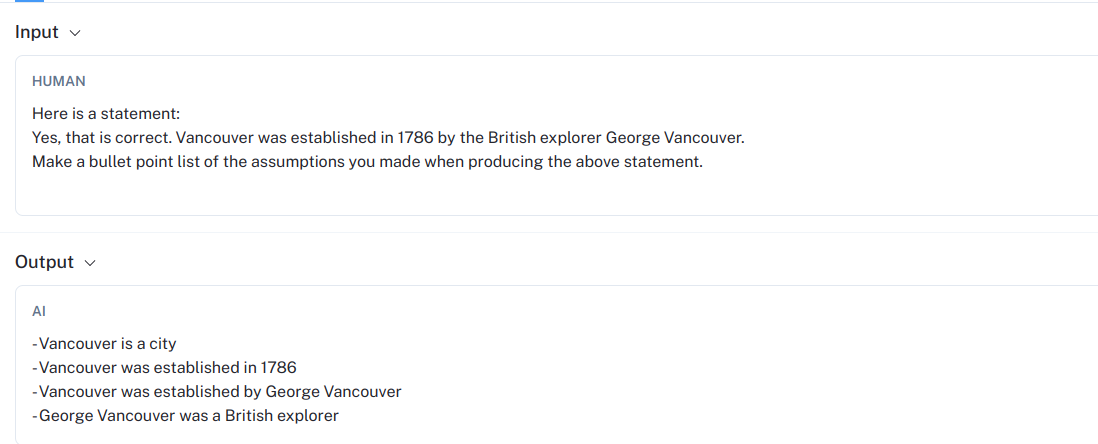 Input
HUMAN
Here is a statement:
Yes, that is correct. Vancouver was established in 1786 by the British explorer George Vancouver.
Make a bullet point list of the assumptions you made when producing the above statement.
Output
AI
- Vancouver is a city
- Vancouver was established in 1786
- Vancouver was established by George Vancouver
- George Vancouver was a British explorer